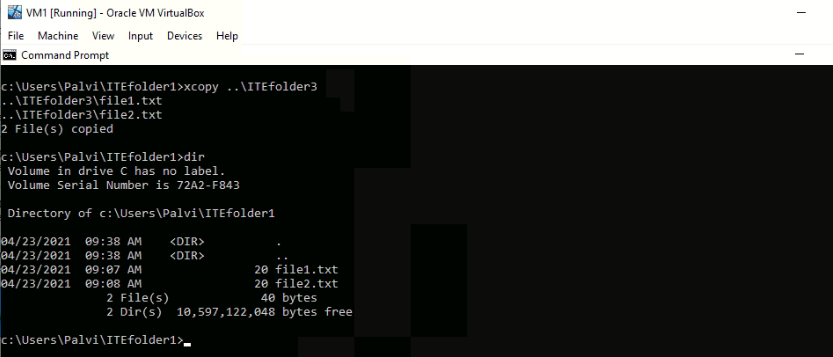 VM1 [Running] - Oracle VM VirtualBox
File Machine View Input Devices Help
Command Prompt
c:\Users\Palvi\ITEfolder1>xcopy ..\ITEfolder3
..\ITEfolder3\file1.txt
..\ITEfolder3\file2.txt
2 File(s) copied
c:\Users\Palvi\ITEfolder1>dir
Volume in drive C has no label.
Volume Serial Number is 72A2-F843
Directory of c:\Users\Palvi\ITEfolder1
04/23/2021 09:38 AM <DIR> .
04/23/2021 09:38 AM <DIR> ..
04/23/2021 09:07 AM 20 file1.txt
04/23/2021 09:08 AM 20 file2.txt
2 File(s) 40 bytes
2 Dir(s) 10,597,122,048 bytes free
c:\Users\Palvi\ITEfolder1>